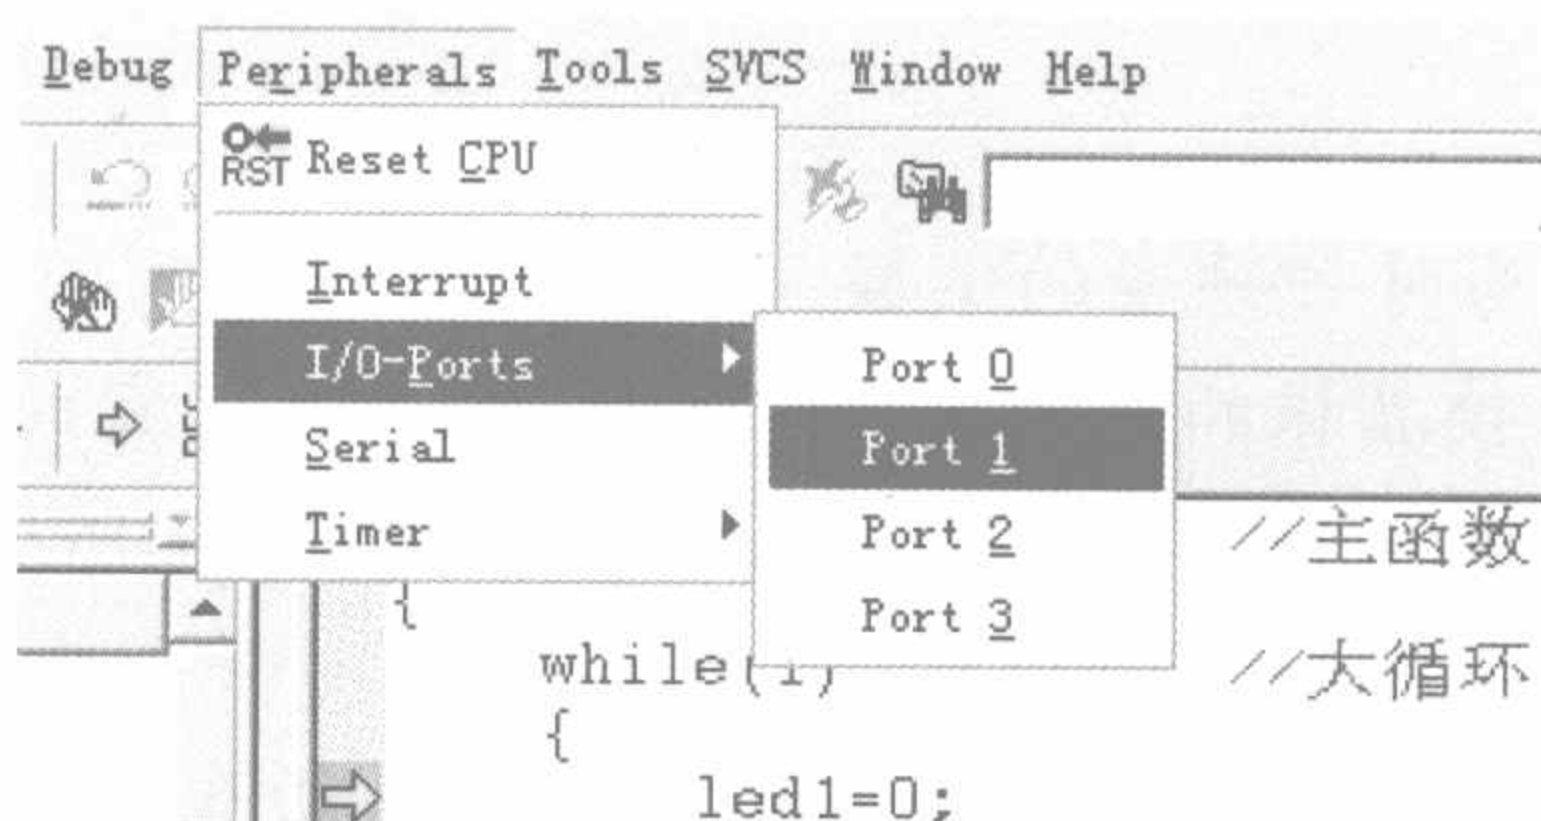 Debug Peripherals Tools SVCS Window Help
RST Reset CPU
Interrupt
I/O-Ports
Serial
Timer
Port 0
Port 1
Port 2
Port 3
//主函数
{
while(1) //大循环
{
led1=0;